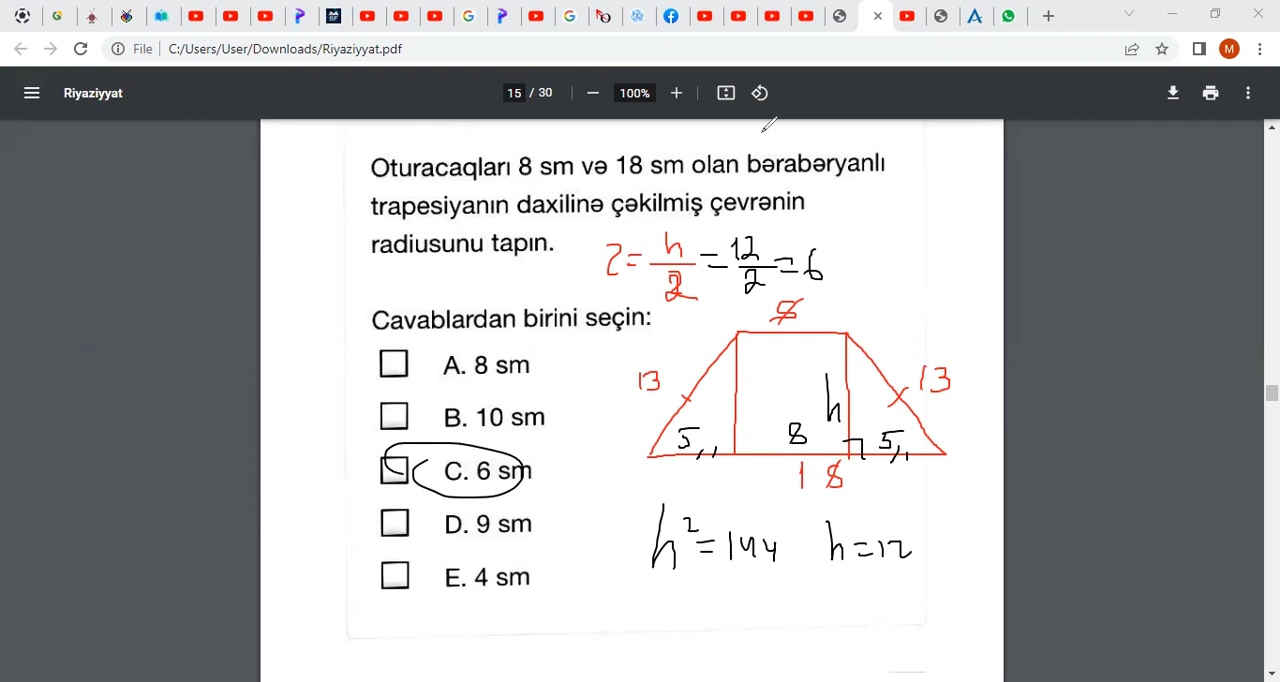 File C:/Users/User/Downloads/Riyaziyyat.pdf
M
Riyaziyyat
15 / 30
100%
Oturacaqları 8 sm və 18 sm olan bərabəryanlı
trapesiyanın daxilinə çəkilmiş çevrənin
radiusunu tapın.
r = h/2 = 12/2 = 6
Cavablardan birini seçin:
8
A. 8 sm
13
13
h
B. 10 sm
5
8
5
C. 6 sm
18
D. 9 sm
h² = 144 h = 12
E. 4 sm